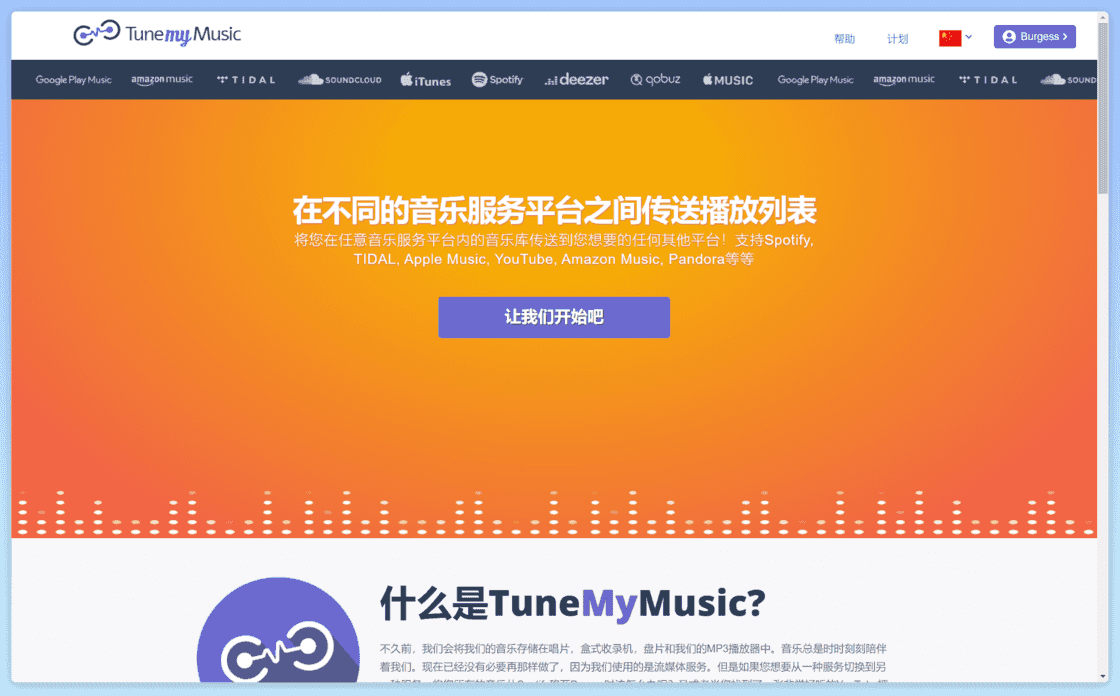 TuneMyMusic
帮助
计划
Burgess
Google Play Music amazon music TIDAL SOUNDCLOUD iTunes Spotify deezer qobuz MUSIC Google Play Music amazon music TIDAL SOUND
在不同的音乐服务平台之间传送播放列表
将您在任意音乐服务平台内的音乐库传送到您想要的任何其他平台！支持Spotify,
TIDAL, Apple Music, YouTube, Amazon Music, Pandora等等
让我们开始吧
什么是TuneMyMusic?
不久前，我们会将我们的音乐存储在唱片，盒式收录机，盘片和我们的MP3播放器中。音乐总是时时刻刻陪伴
着我们。现在已经没有必要再那样做了，因为我们使用的是流媒体服务。但是如果您想要从一种服务切换到另